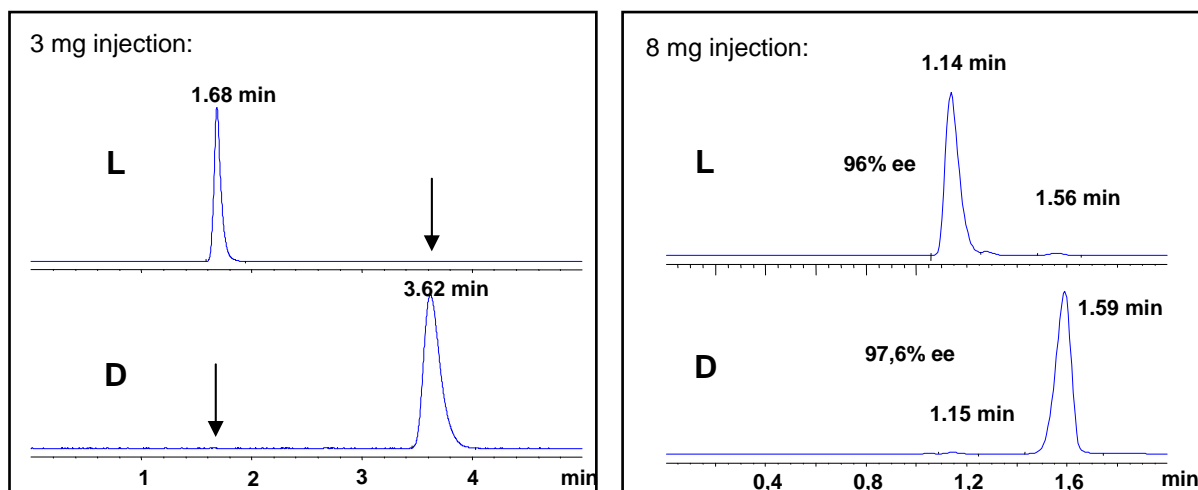 3 mg injection:
1.68 min
L
3.62 min
D
1 2 3 4 min
8 mg injection:
1.14 min
L
96% ee
1.56 min
1.59 min
97,6% ee
D
1.15 min
0,4 0,8 1,2 1,6 min